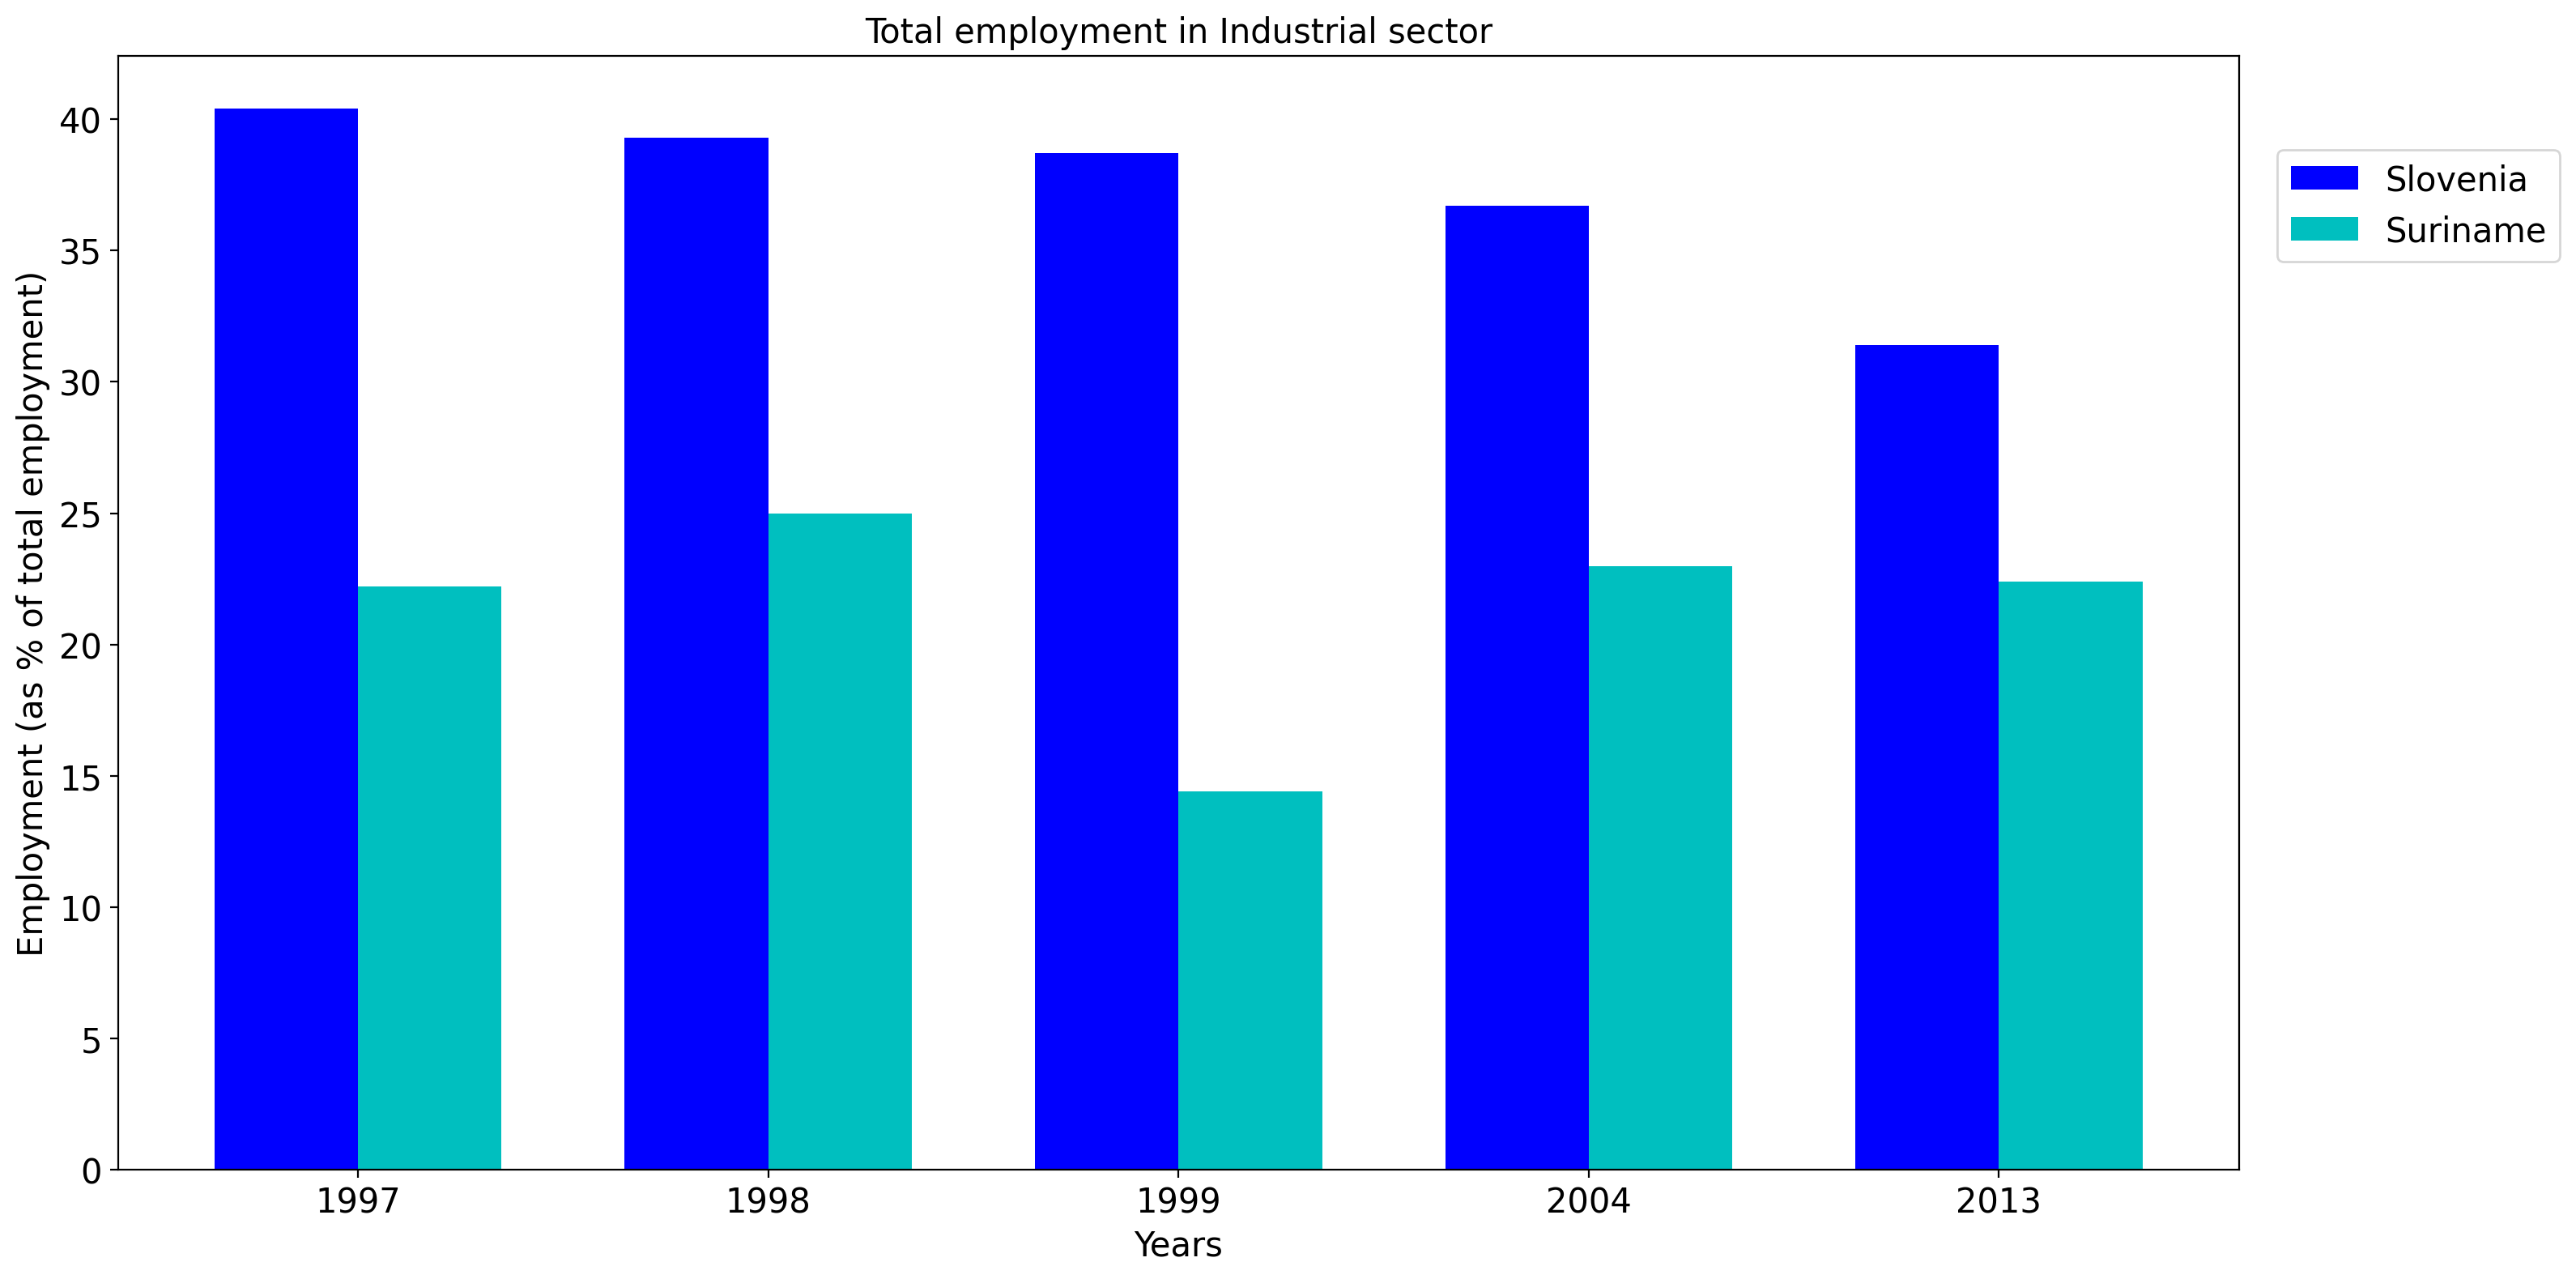 Total employment in Industrial sector
Employment (as % of total employment)
40
35
30
25
20
15
10
5
0
1997 1998 1999 2004 2013
Years
Slovenia
Suriname